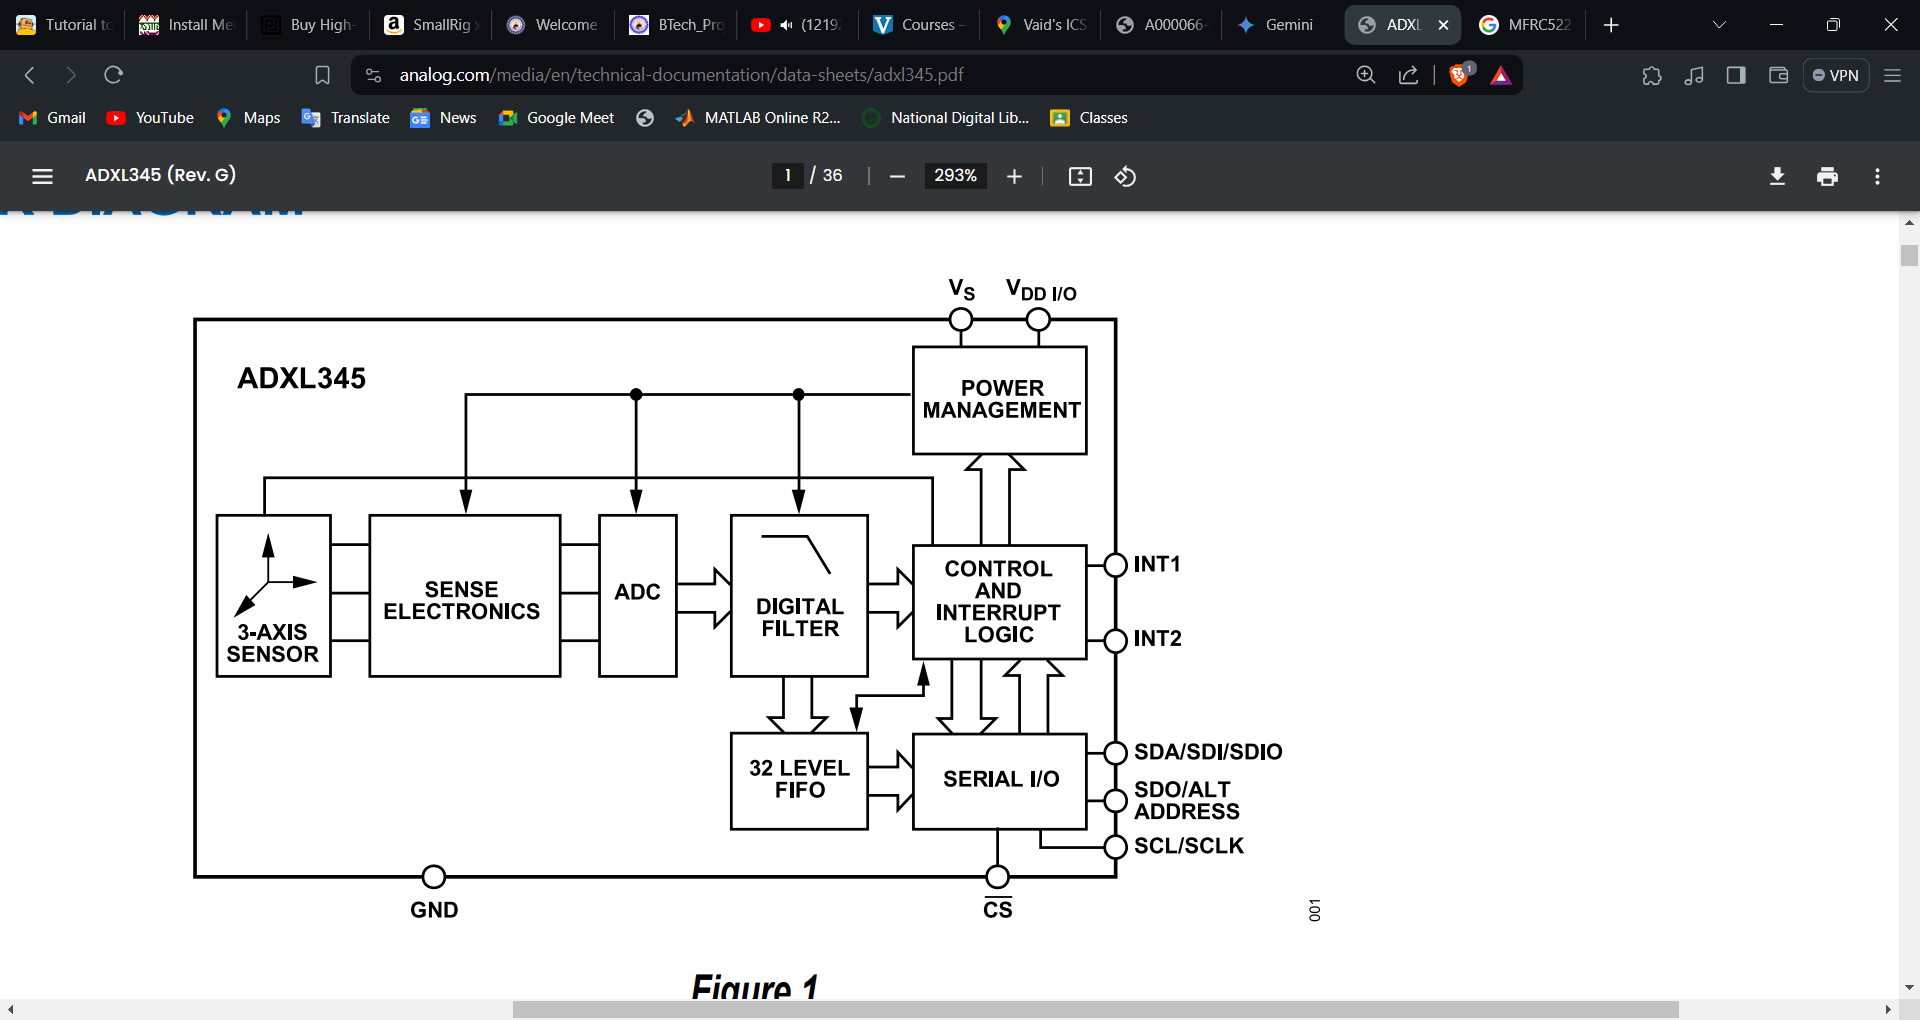 Tutorial to
Install Me
Buy High-
SmallRig
Welcome
BTech_Pro
(1219
Courses –
Vaid's ICS
A000066-
Gemini
ADXL
MFRC522
analog.com/media/en/technical-documentation/data-sheets/adxl345.pdf
1
VPN
Gmail
YouTube
Maps
Translate
News
Google Meet
MATLAB Online R2...
National Digital Lib...
Classes
ADXL345 (Rev. G)
1 / 36
293%
R DIAGRAM
VS
VDD I/O
ADXL345
POWER
MANAGEMENT
3-AXIS
SENSOR
SENSE
ELECTRONICS
ADC
DIGITAL
FILTER
CONTROL
AND
INTERRUPT
LOGIC
INT1
INT2
32 LEVEL
FIFO
SERIAL I/O
SDA/SDI/SDIO
SDO/ALT
ADDRESS
SCL/SCLK
GND
CS
001
Figure 1